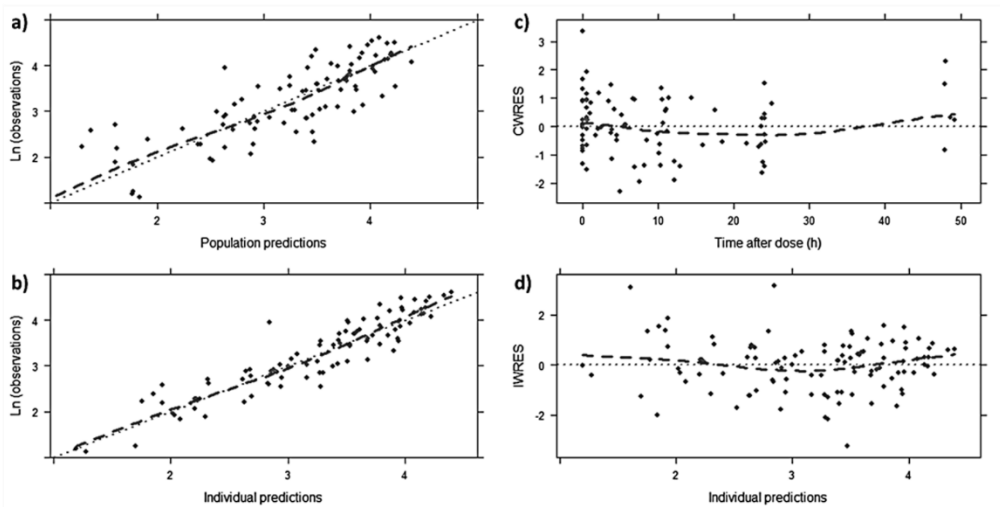 a)
Ln (observations)
4
3
2
2
3
4
Population predictions
c)
CWRES
3
2
1
0
-1
-2
0
10
20
30
40
50
Time after dose (h)
b)
Ln (observations)
4
3
2
2
3
4
Individual predictions
d)
IWRES
2
0
-2
2
3
4
Individual predictions